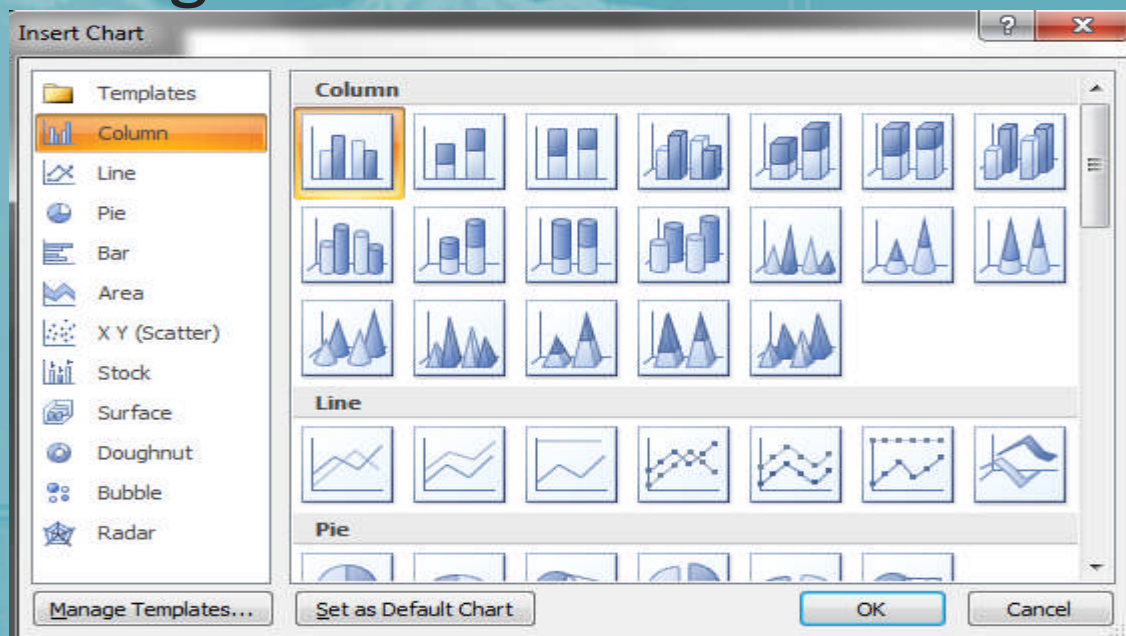 Insert Chart
?
X
Templates
Column
Line
Pie
Bar
Area
X Y (Scatter)
Stock
Surface
Doughnut
Bubble
Radar
Column
Line
Pie
Manage Templates...
Set as Default Chart
OK
Cancel